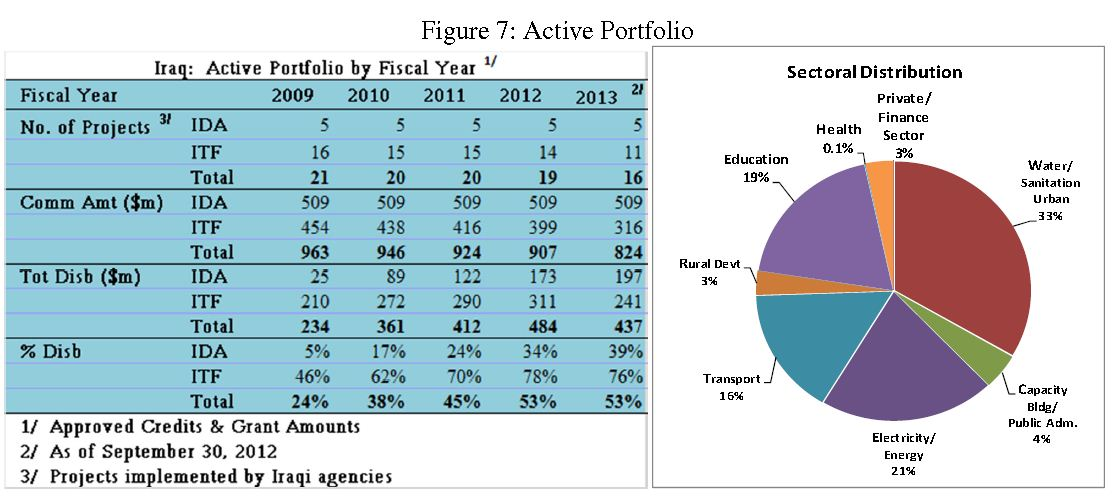 Figure 7: Active Portfolio
Iraq: Active Portfolio by Fiscal Year 1/
Fiscal Year 2009 2010 2011 2012 2013 2/
No. of Projects 3/ IDA 5 5 5 5 5
ITF 16 15 15 14 11
Total 21 20 20 19 16
Comm Amt ($m) IDA 509 509 509 509 509
ITF 454 438 416 399 316
Total 963 946 924 907 824
Tot Disb ($m) IDA 25 89 122 173 197
ITF 210 272 290 311 241
Total 234 361 412 484 437
% Disb IDA 5% 17% 24% 34% 39%
ITF 46% 62% 70% 78% 76%
Total 24% 38% 45% 53% 53%
1/ Approved Credits & Grant Amounts
2/ As of September 30, 2012
3/ Projects implemented by Iraqi agencies
Sectoral Distribution
Private/
Finance
Sector
3%
Water/
Sanitation
Urban
33%
Capacity
Bldg/
Public Adm.
4%
Electricity/
Energy
21%
Transport
16%
Rural Devt
3%
Education
19%
Health
0.1%